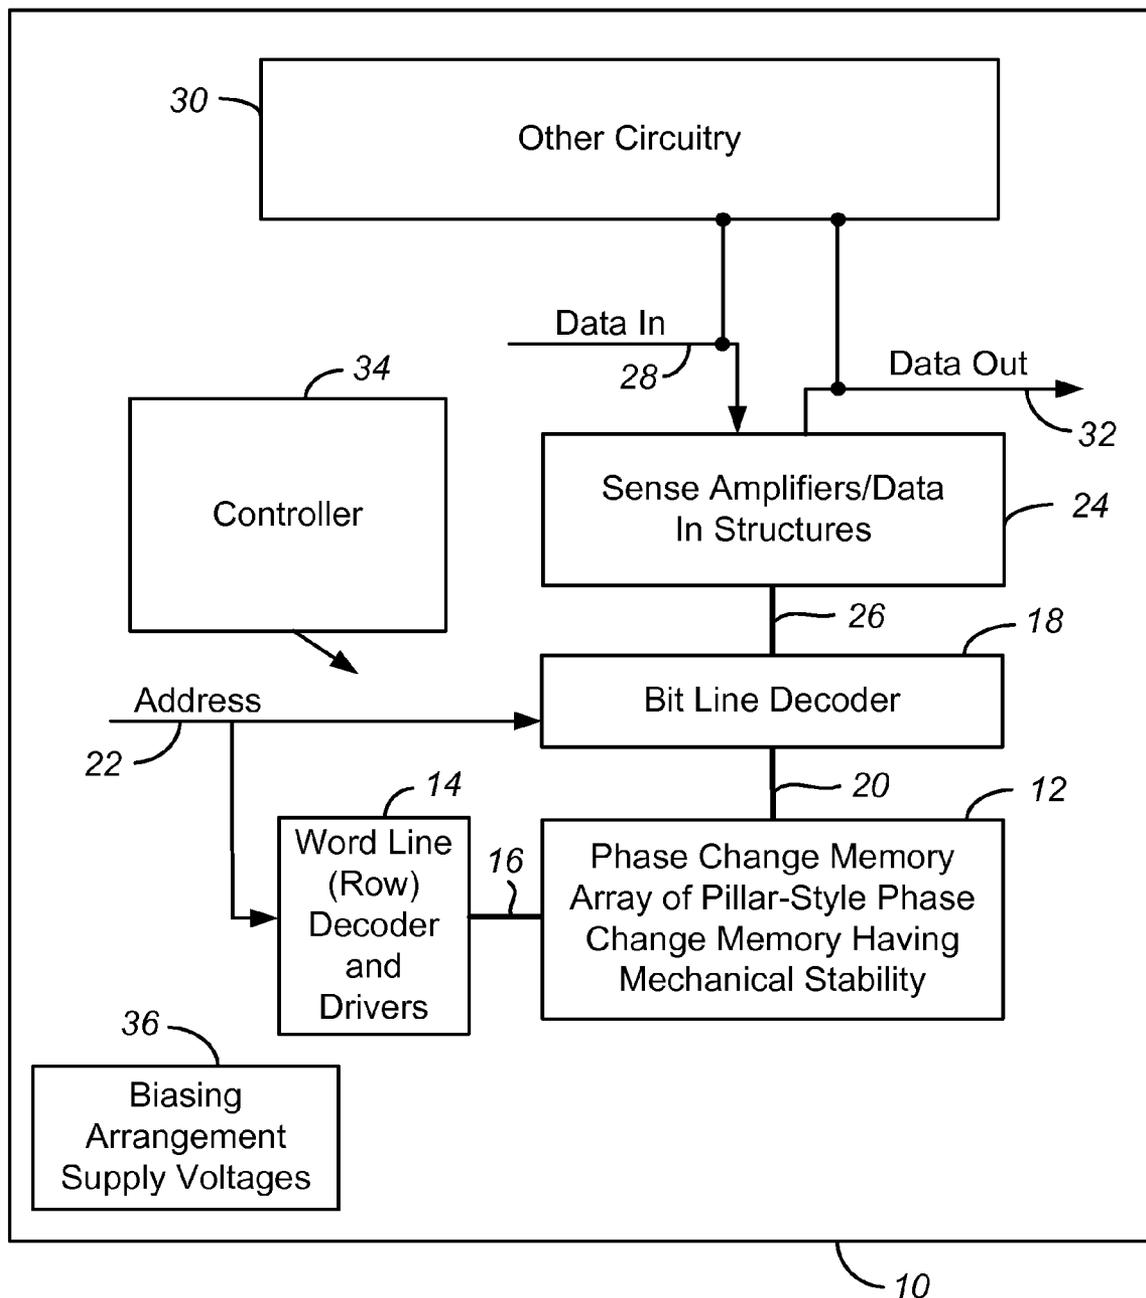 30
Other Circuitry
Data In
28
Data Out
32
34
Controller
Sense Amplifiers/Data
In Structures
24
26
18
Address
22
Bit Line Decoder
20
14
12
Word Line
(Row)
Decoder
and
Drivers
16
Phase Change Memory
Array of Pillar-Style Phase
Change Memory Having
Mechanical Stability
36
Biasing
Arrangement
Supply Voltages
10